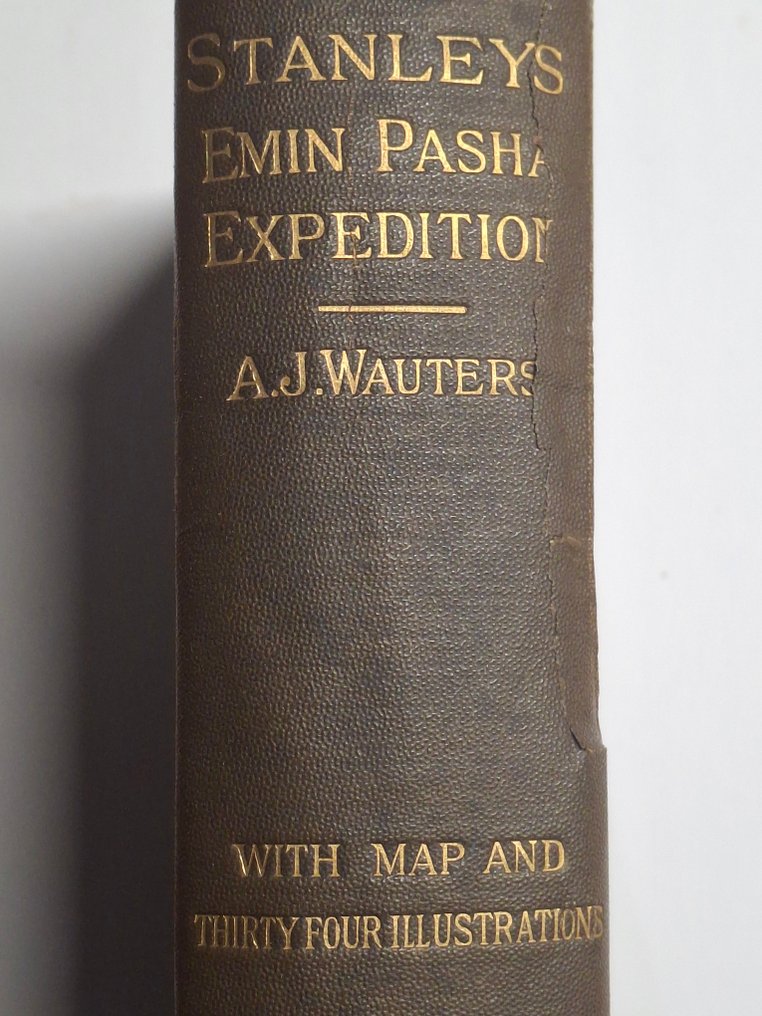 STANLEYS
EMIN PASHA
EXPEDITION
A.J. WAUTERS
WITH MAP AND
THIRTY FOUR ILLUSTRATIONS